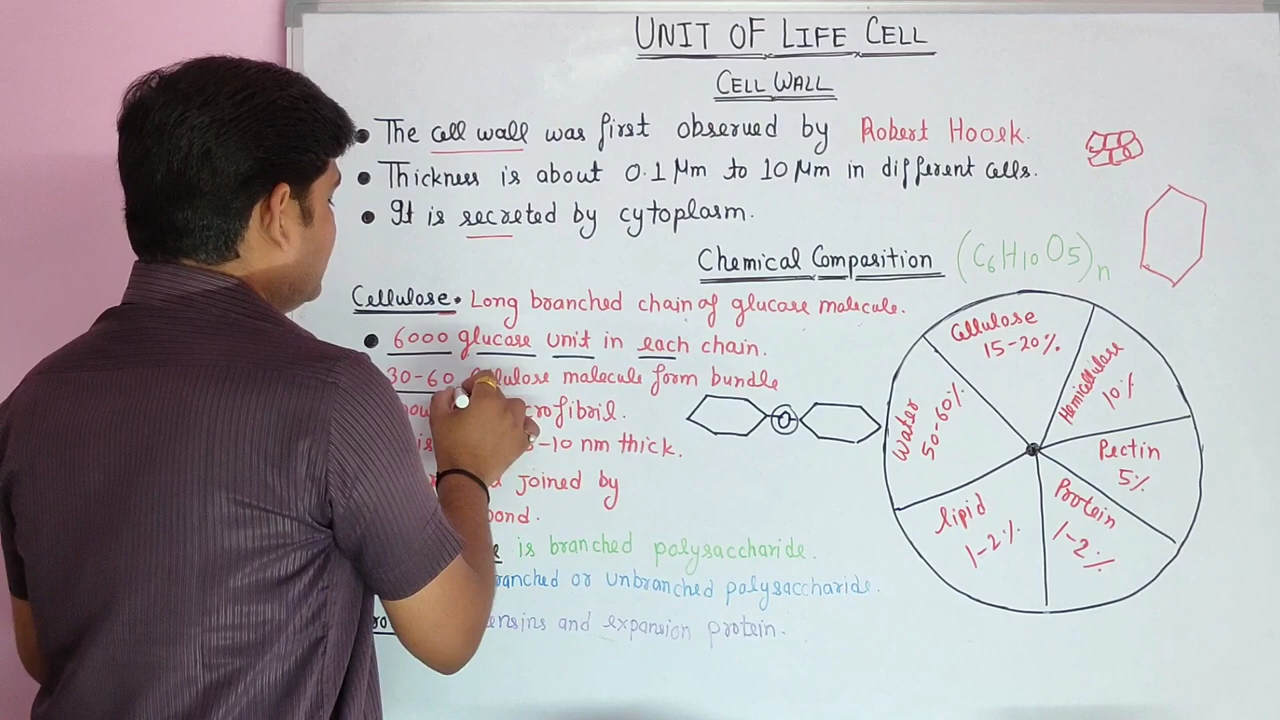 UNIT OF LIFE CELL
CELL WALL
• The cell wall was first observed by Robert Hoosk.
• Thickness is about 0.1 Mm to 10 Mm in different cells.
• It is secreted by cytoplasm.
Chemical Composition (C6H10O5)n
Cellulose • Long branched chain of glucose molecule.
• 6000 glucose unit in each chain.
30-60 molecule form bundle
-10 nm thick.
joined by
bond.
is branched polysaccharide.
or unbranched polysaccharide.
and expansion protein.
O
Cellulose
15-20%
Hemicellulose
10%
Pectin
5%
Protein
1-2%
lipid
1-2%
Water
50-60%